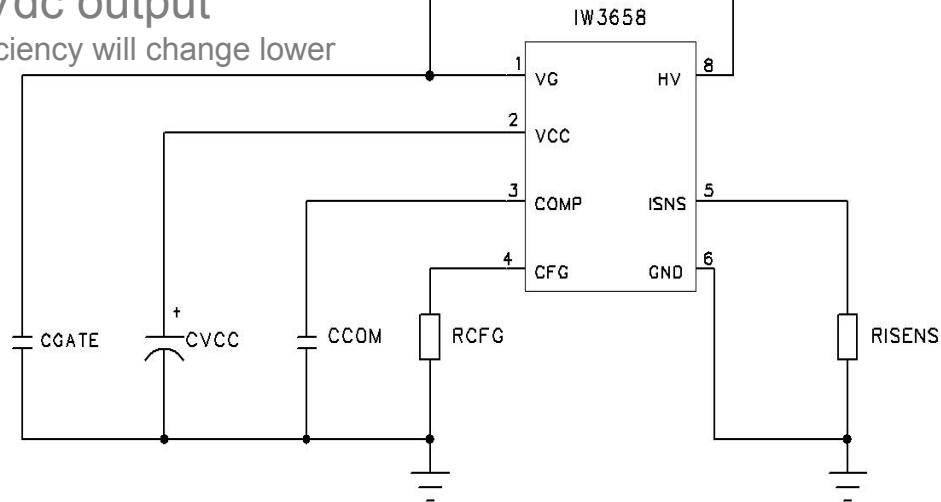 dc output
ciency will change lower
IW3658
1 VG HV 8
2 VCC
3 COMP ISNS 5
4 CFG GND 6
+
CGATE CVCC CCOM RCFG RISENS